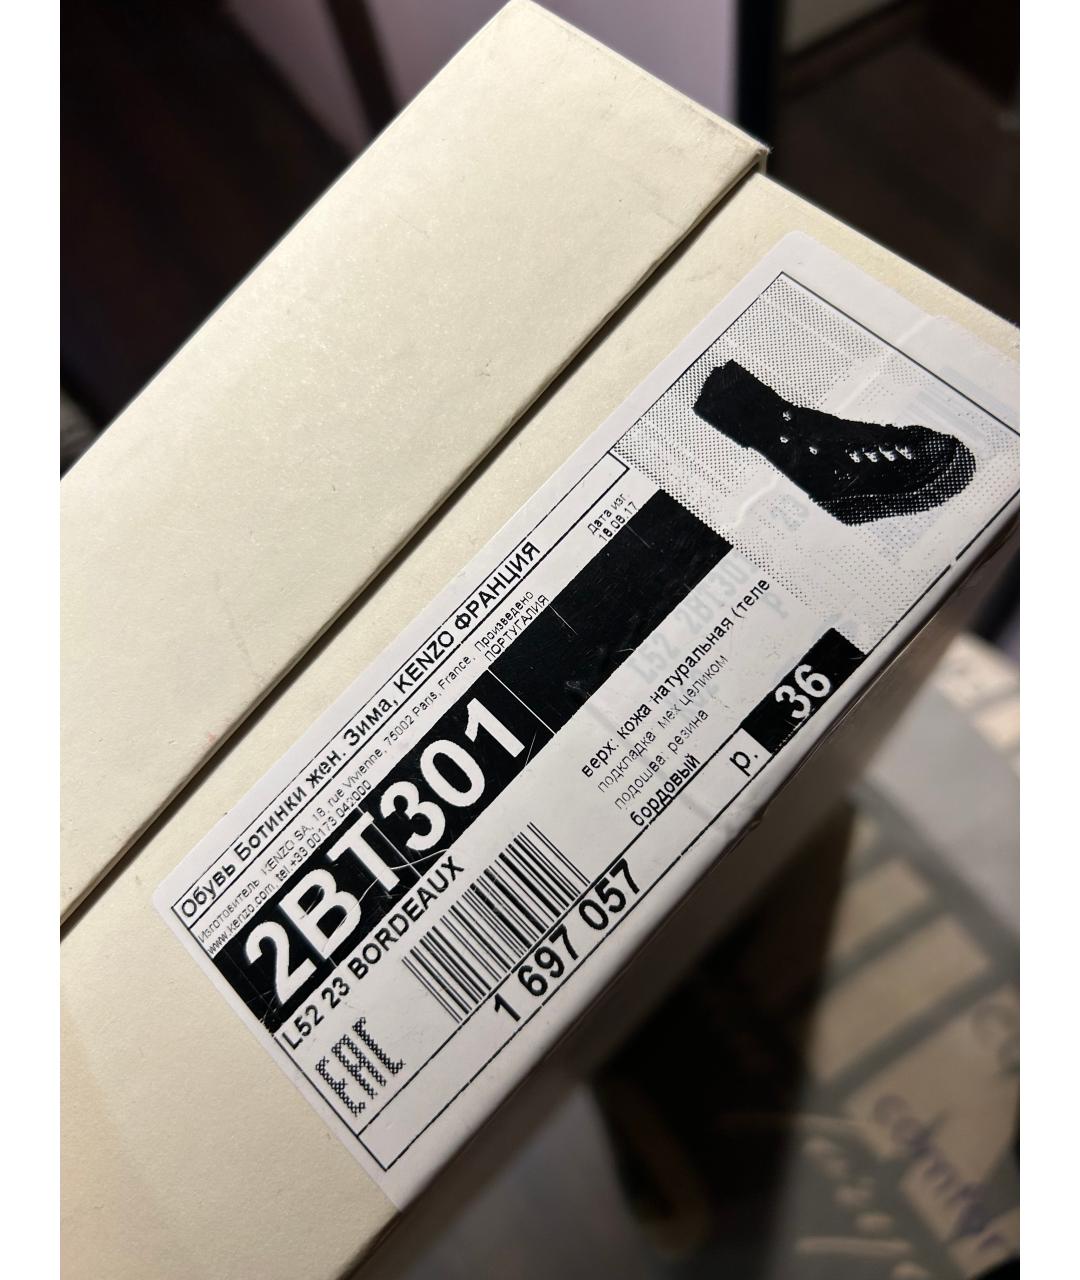 Обувь Ботинки жен. Зима, KENZO ФРАНЦИЯ
Изготовитель KENZO SA, 18, rue Vivienne, 75002 Paris, France, Произведено
www.kenzo.com, tel.+33 00173 042000
ПОРТУГАЛИЯ
Дата изг
18.08.17
2BT301
L52 23 BORDEAUX
верх: кожа натуральная (теле
подкладка: мех целиком
подошва: резина
бордовый
р. 36
EAC
1 697 057